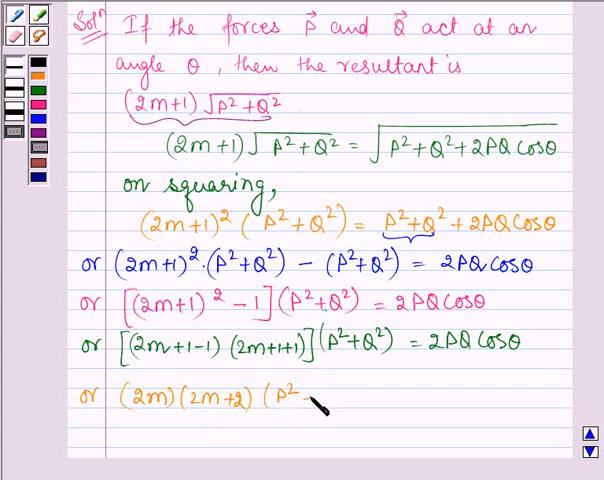 Solⁿ If the forces P⃗ and Q⃗ act at an
angle θ, then the resultant is
(2m+1) √P²+Q²
(2m+1) √P²+Q² = √P²+Q²+2PQ Cosθ
on squaring,
(2m+1)² (P²+Q²) = P²+Q²+2PQ Cosθ
or (2m+1)²·(P²+Q²) – (P²+Q²) = 2PQ Cosθ
or [(2m+1)² –1](P²+Q²) = 2PQ Cosθ
or [(2m+1–1) (2m+1+1)](P²+Q²) = 2PQ Cosθ
or (2m)(2m+2) (P² -